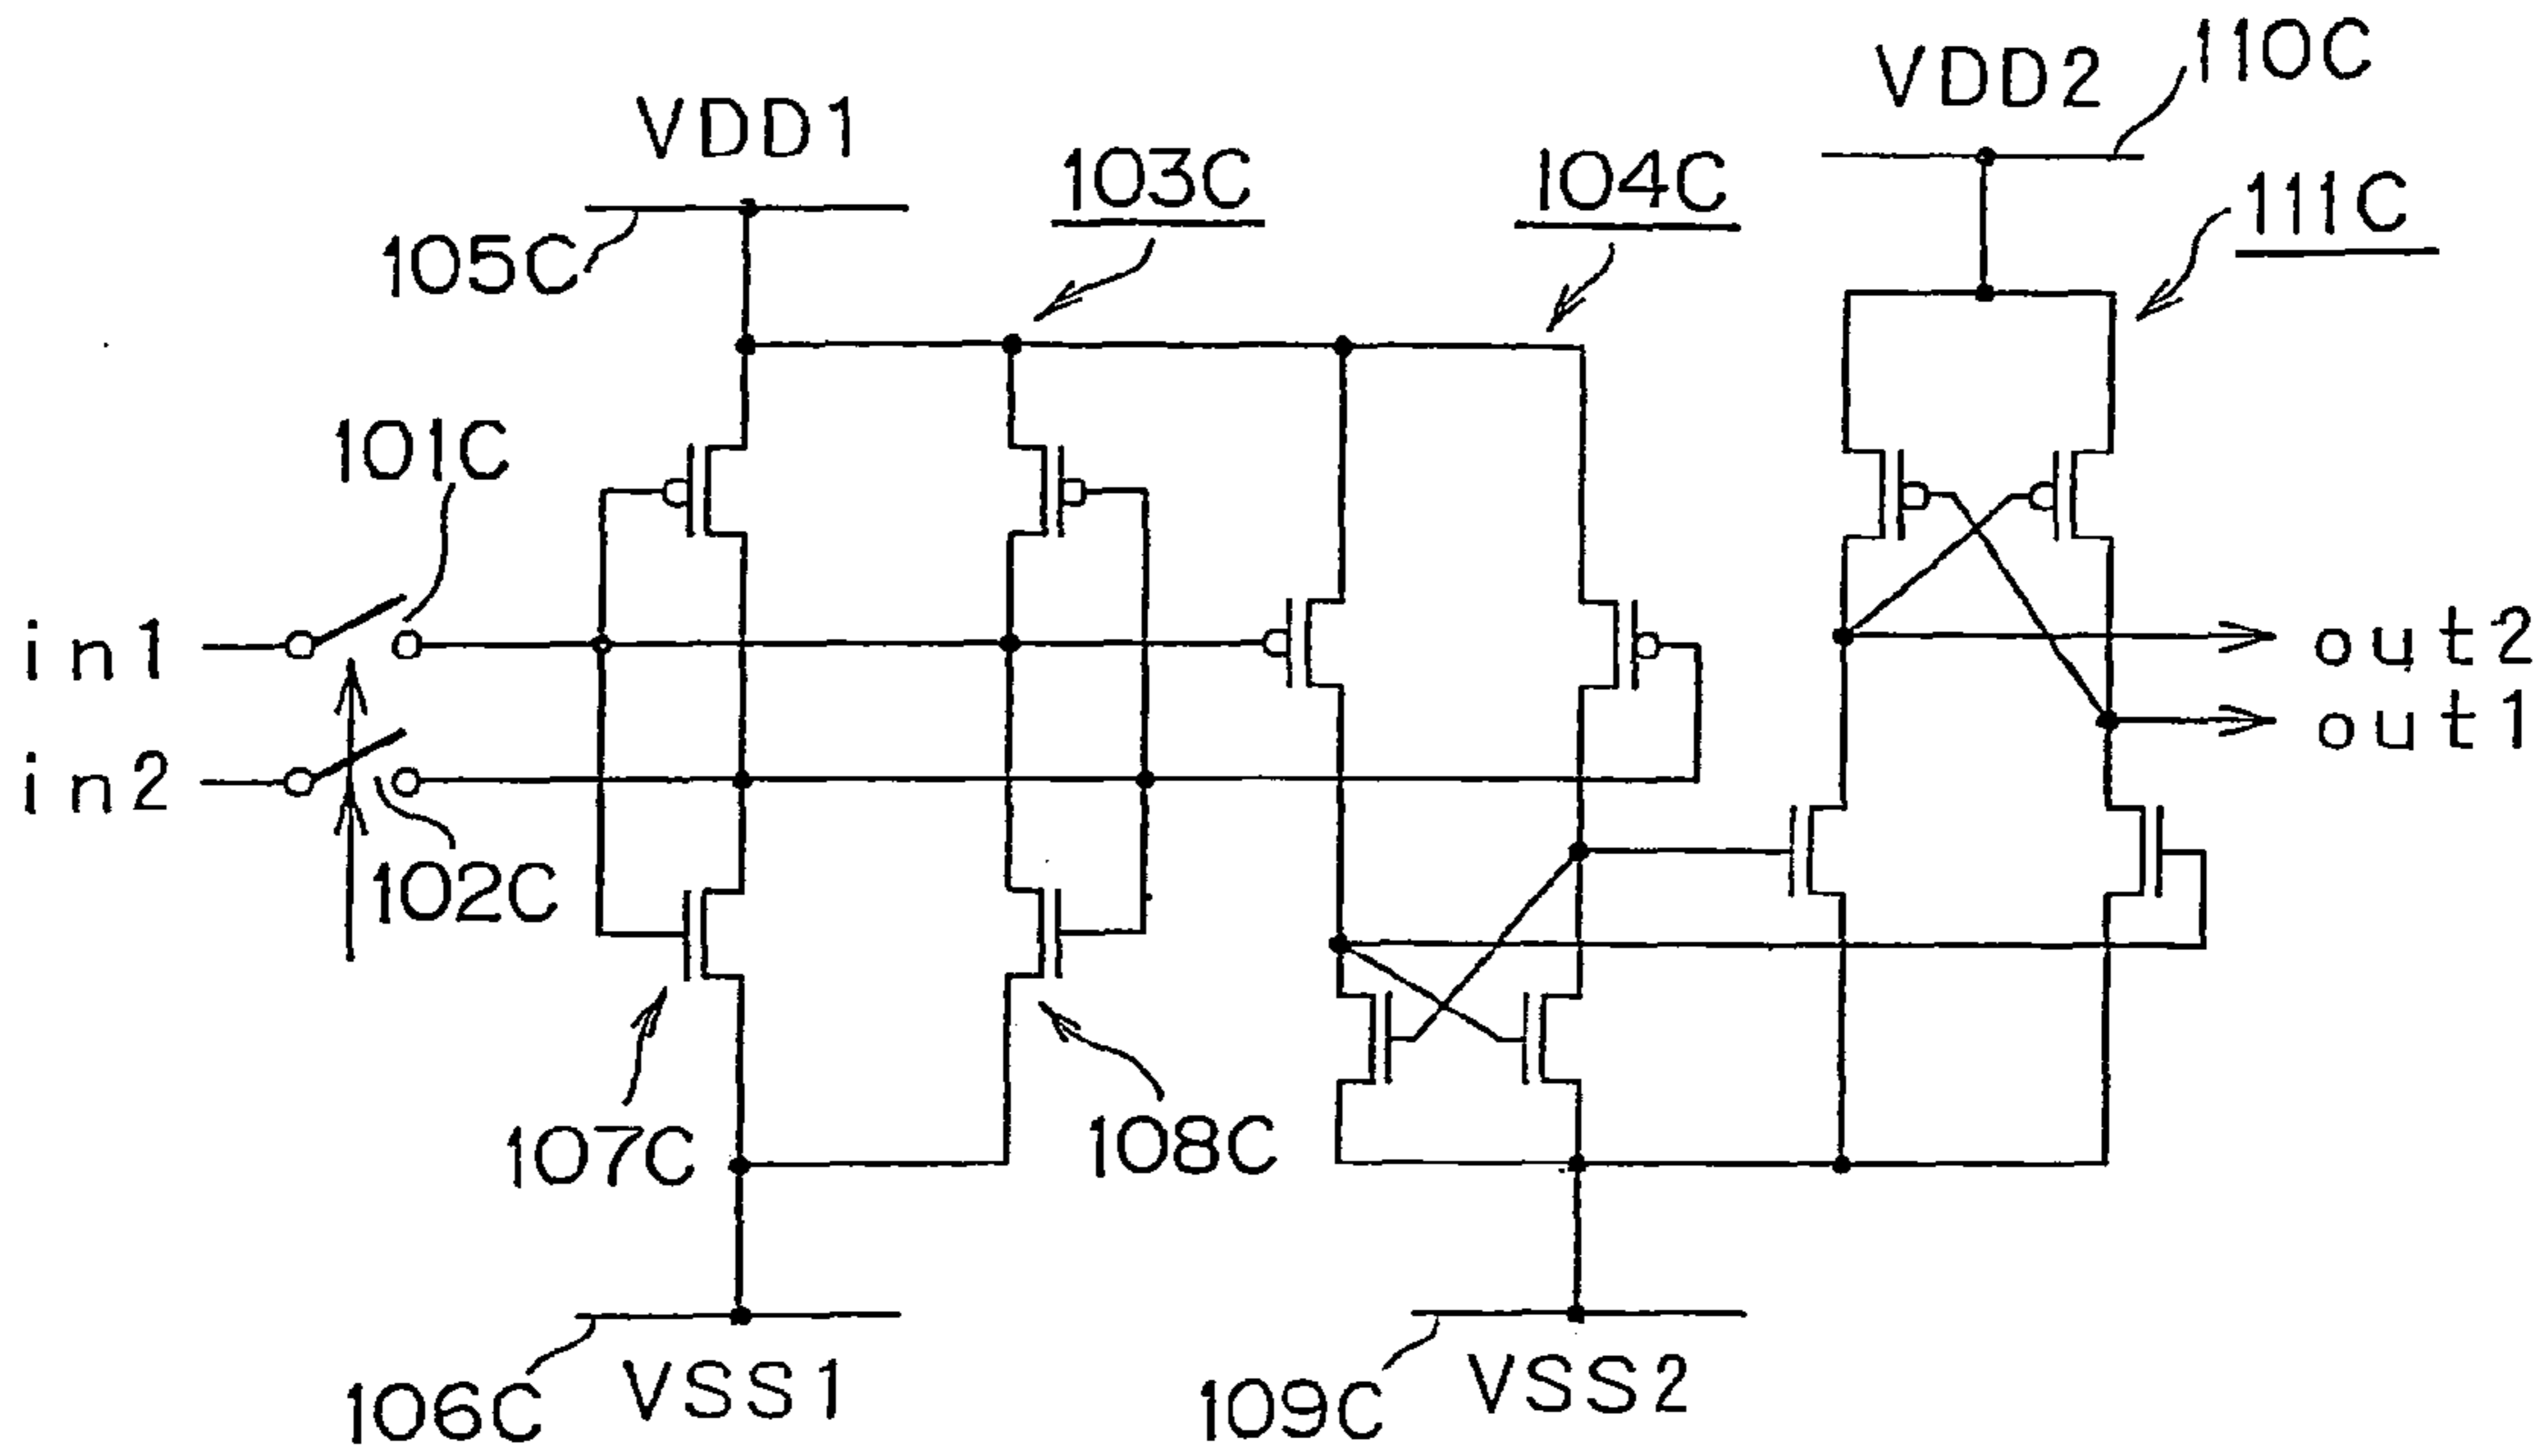 VDD1
103C
104C
VDD2
110C
111C
105C
101C
in1
in2
102C
out2
out1
107C
108C
106C
VSS1
109C
VSS2